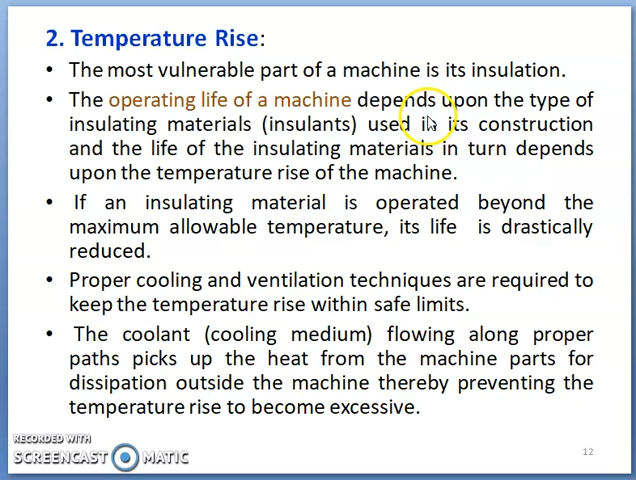 2. Temperature Rise:
• The most vulnerable part of a machine is its insulation.
• The operating life of a machine depends upon the type of
insulating materials (insulants) used in its construction
and the life of the insulating materials in turn depends
upon the temperature rise of the machine.
• If an insulating material is operated beyond the
maximum allowable temperature, its life is drastically
reduced.
• Proper cooling and ventilation techniques are required to
keep the temperature rise within safe limits.
• The coolant (cooling medium) flowing along proper
paths picks up the heat from the machine parts for
dissipation outside the machine thereby preventing the
temperature rise to become excessive.
RECORDED WITH
SCREENCAST MATIC
12